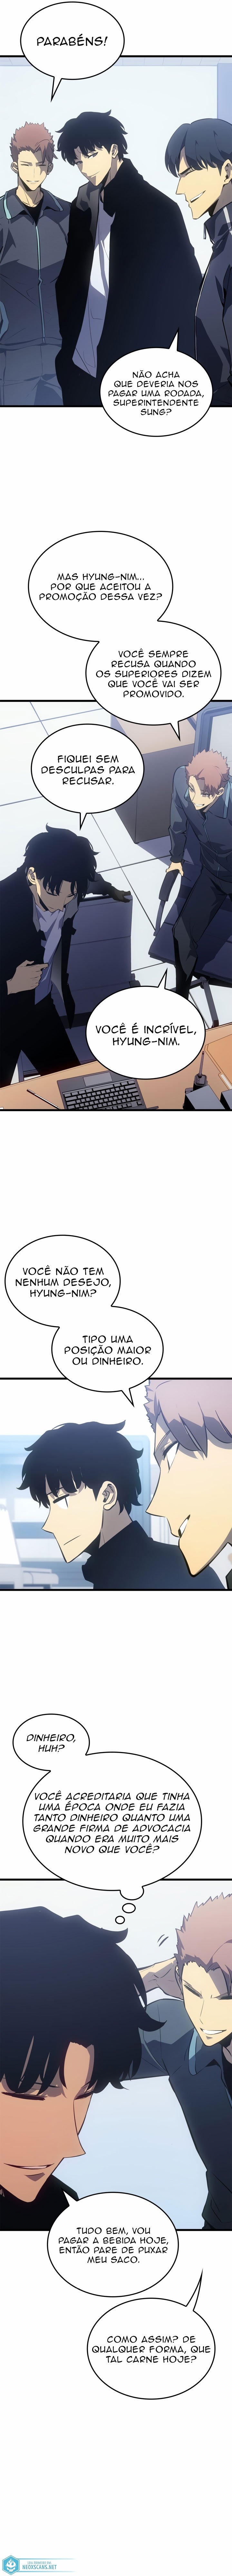 PARABÉNS!
NÃO ACHA
QUE DEVERIA NOS
PAGAR UMA RODADA,
SUPERINTENDENTE
SUNG?
MAS HYUNG-NIM...
POR QUE ACEITOU A
PROMOÇÃO DESSA VEZ?
VOCÊ SEMPRE
RECUSA QUANDO
OS SUPERIORES DIZEM
QUE VOCÊ VAI SER
PROMOVIDO.
FIQUEI SEM
DESCULPAS PARA
RECUSAR.
VOCÊ É INCRÍVEL,
HYUNG-NIM.
VOCÊ NÃO TEM
NENHUM DESEJO,
HYUNG-NIM?
TIPO UMA
POSIÇÃO MAIOR
OU DINHEIRO.
DINHEIRO,
HUH?
VOCÊ ACREDITARIA QUE TINHA
UMA ÉPOCA ONDE EU FAZIA
TANTO DINHEIRO QUANTO UMA
GRANDE FIRMA DE ADVOCACIA
QUANDO ERA MUITO MAIS
NOVO QUE VOCÊ?
TUDO BEM, VOU
PAGAR A BEBIDA HOJE,
ENTÃO PARE DE PUXAR
MEU SACO.
COMO ASSIM? DE
QUALQUER FORMA, QUE
TAL CARNE HOJE?
NEOXSCANS.NET